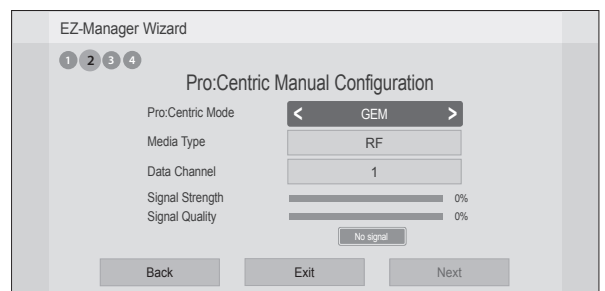 EZ-Manager Wizard
1 2 3 4
Pro:Centric Manual Configuration
Pro:Centric Mode < GEM >
Media Type RF
Data Channel 1
Signal Strength 0%
Signal Quality 0%
No signal
Back Exit Next